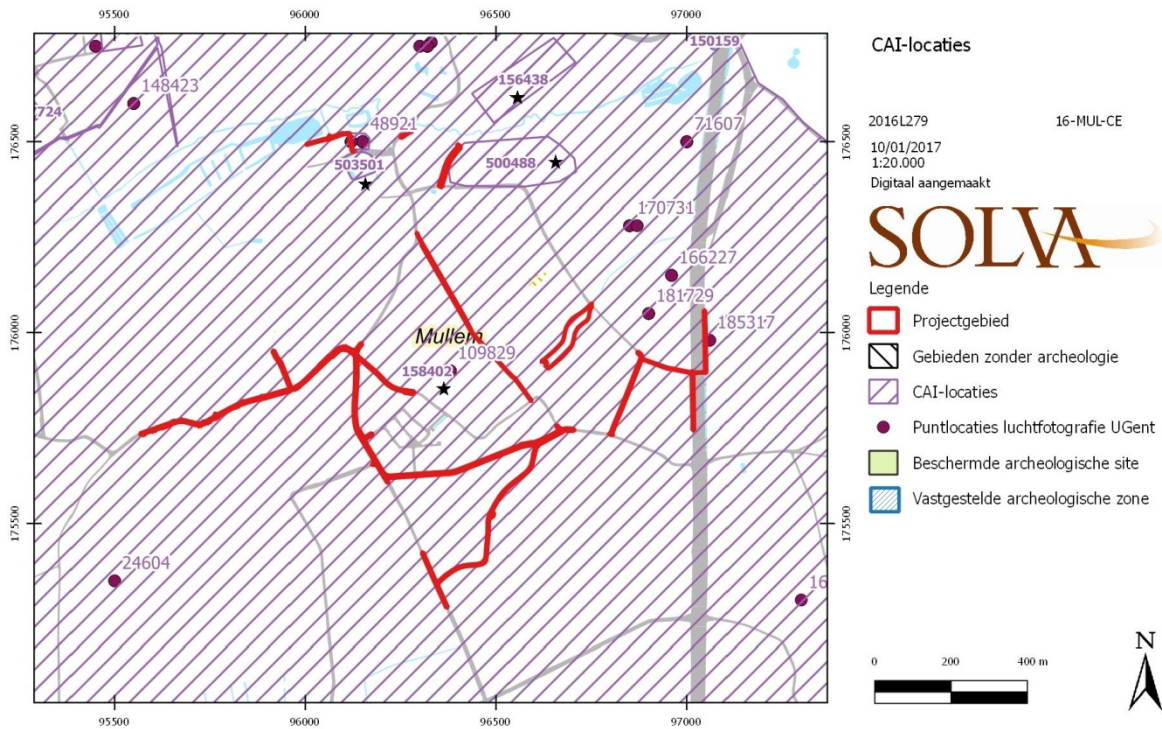 95500 96000 96500 97000
CAI-locaties
150159
156438
148423
724
2016L279 16-MUL-CE
48921
71607
176500 176500
10/01/2017
503501
500488
1:20.000
Digitaal aangemaakt
170731
SOLVA
166227
Legende
181729
185317
Projectgebied
176000 176000
Mullem
109829
Gebieden zonder archeologie
158402
CAI-locaties
Puntlocaties luchtfotografie UGent
Beschermde archeologische site
Vastgestelde archeologische zone
175500 175500
24604
16
N
0 200 400 m
95500 96000 96500 97000